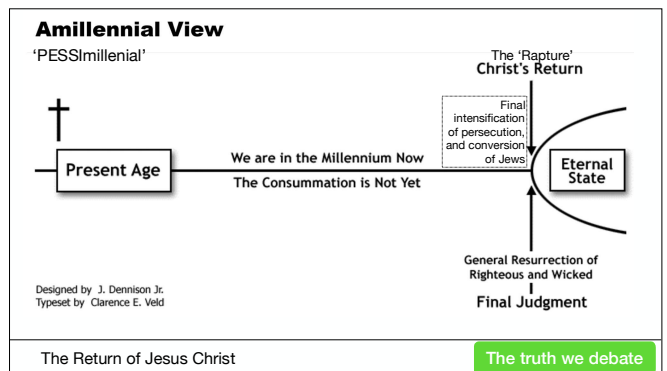 Amillennial View
'PESSImillenial'
The 'Rapture'
Christ's Return
Final
intensification
of persecution,
and conversion
of Jews
Present Age
We are in the Millennium Now
The Consummation is Not Yet
Eternal
State
General Resurrection of
Righteous and Wicked
Final Judgment
Designed by J. Dennison Jr.
Typeset by Clarence E. Veld
The Return of Jesus Christ
The truth we debate